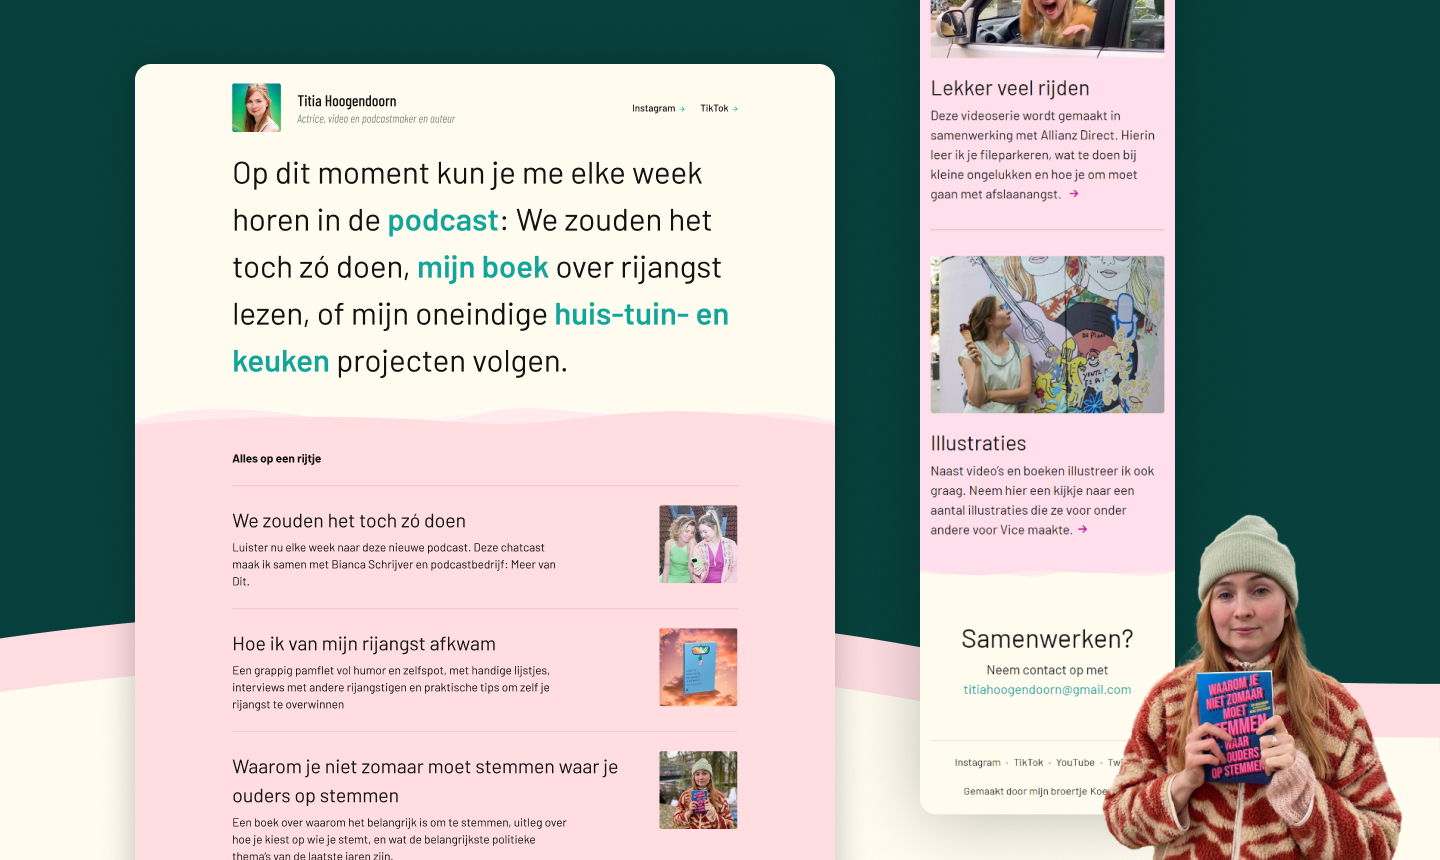 Titia Hoogendoorn
Actrice, video en podcastmaker en auteur
Instagram → TikTok →
Op dit moment kun je me elke week
horen in de podcast: We zouden het
toch zó doen, mijn boek over rijangst
lezen, of mijn oneindige huis-tuin- en
keuken projecten volgen.
Alles op een rijtje
We zouden het toch zó doen
Luister nu elke week naar deze nieuwe podcast. Deze chatcast
maak ik samen met Bianca Schrijver en podcastbedrijf: Meer van
Dit.
Hoe ik van mijn rijangst afkwam
Een grappig pamflet vol humor en zelfspot, met handige lijstjes,
interviews met andere rijangstigen en praktische tips om zelf je
rijangst te overwinnen
Waarom je niet zomaar moet stemmen waar je
ouders op stemmen
Een boek over waarom het belangrijk is om te stemmen, uitleg over
hoe je kiest op wie je stemt, en wat de belangrijkste politieke
thema's van de laatste jaren zijn.
Lekker veel rijden
Deze videoserie wordt gemaakt in
samenwerking met Allianz Direct. Hierin
leer ik je fileparkeren, wat te doen bij
kleine ongelukken en hoe je om moet
gaan met afslaanangst. →
Illustraties
Naast video's en boeken illustreer ik ook
graag. Neem hier een kijkje naar een
aantal illustraties die ze voor onder
andere voor Vice maakte. →
Samenwerken?
Neem contact op met
titiahoogendoorn@gmail.com
Instagram • TikTok • YouTube • Twi
Gemaakt door mijn broertje Koe
WAAROM JE
NIET ZOMAAR
MOET
STEMMEN
WAAR
OUDERS
OP STEMMEN